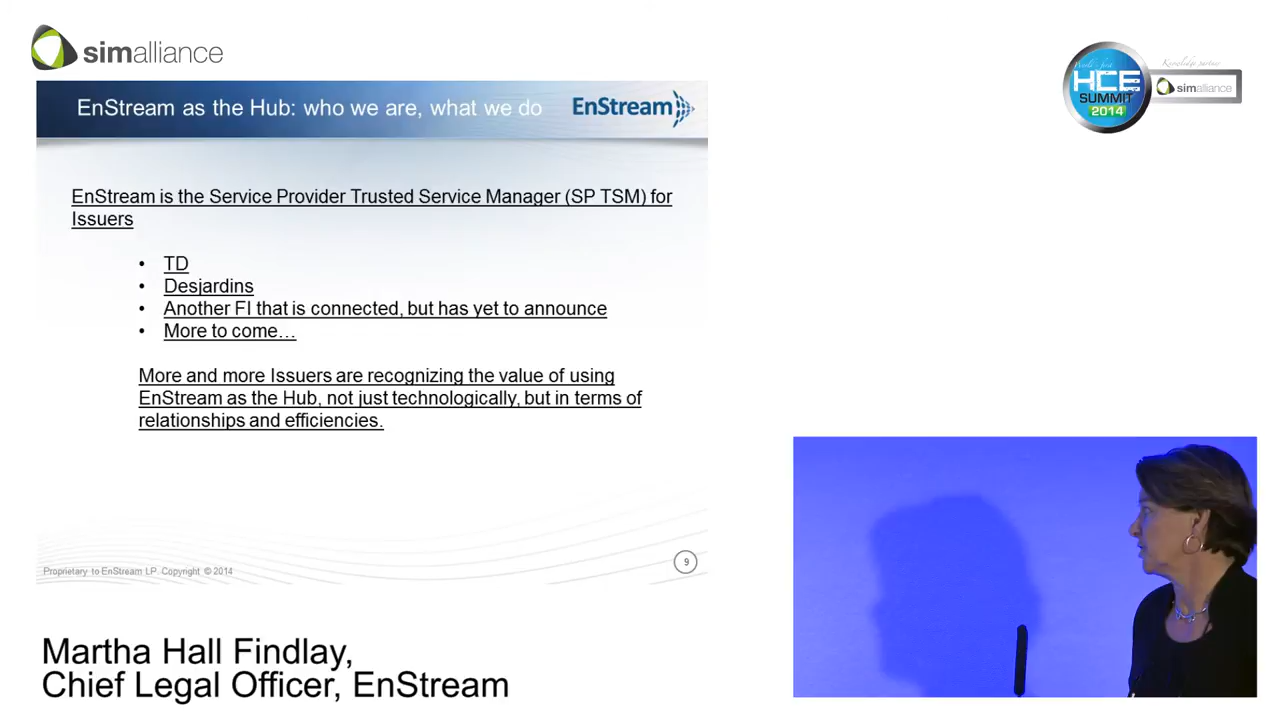 simalliance
World's first
HCE
SUMMIT
2014
Knowledge partner
simalliance
EnStream as the Hub: who we are, what we do
EnStream
EnStream is the Service Provider Trusted Service Manager (SP TSM) for
Issuers
• TD
• Desjardins
• Another FI that is connected, but has yet to announce
• More to come…
More and more Issuers are recognizing the value of using
EnStream as the Hub, not just technologically, but in terms of
relationships and efficiencies.
Proprietary to EnStream LP. Copyright © 2014
9
Martha Hall Findlay,
Chief Legal Officer, EnStream